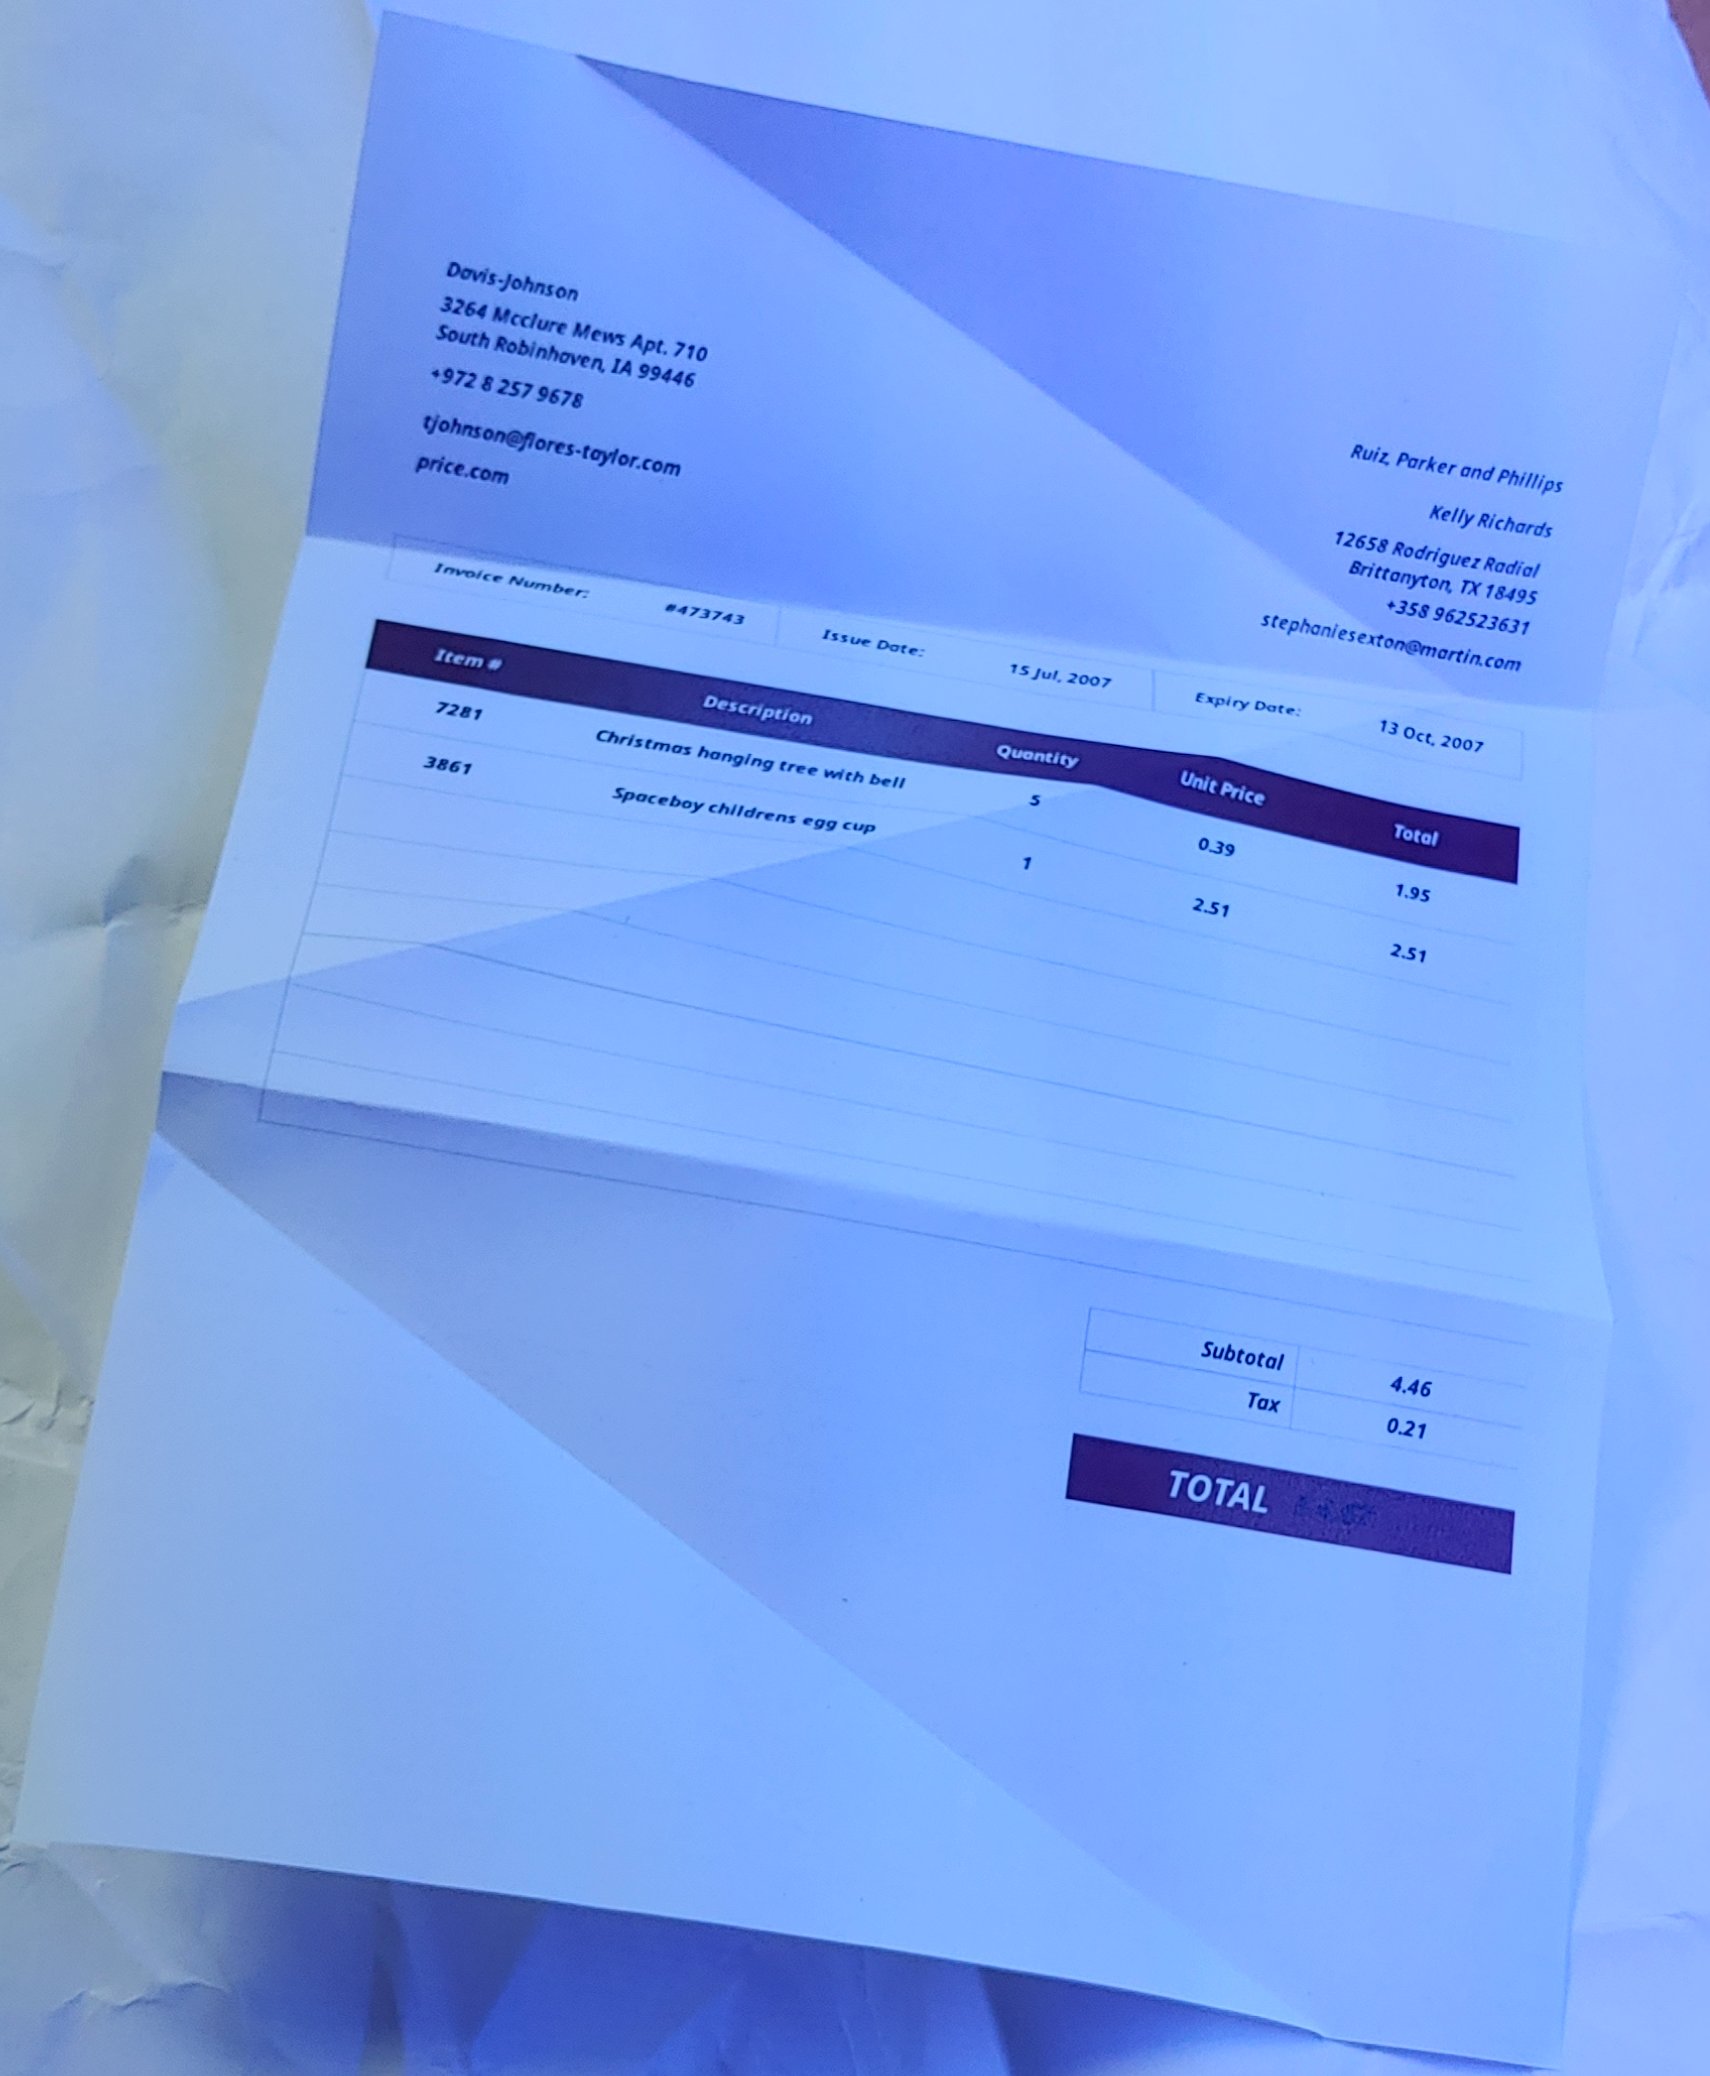 Davis-Johnson
3264 Mcclure Mews Apt. 710
South Robinhaven, IA 99446
+972 8 257 9678
tjohnson@flores-taylor.com
price.com
Ruiz, Parker and Phillips
Kelly Richards
12658 Rodriguez Radial
Brittanyton, TX 18495
+358 962523631
stephaniesexton@martin.com
Invoice Number: #473743 Issue Date: 15 Jul, 2007 Expiry Date: 13 Oct, 2007
Item # Description Quantity Unit Price Total
7281 Christmas hanging tree with bell 5 0.39 1.95
3861 Spaceboy childrens egg cup 1 2.51 2.51
Subtotal 4.46
Tax 0.21
TOTAL